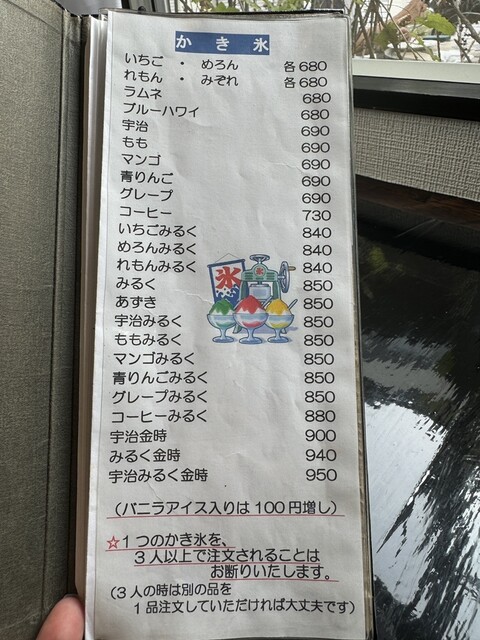 かき氷
いちご ・ めろん 各680
れもん ・ みぞれ 各680
ラムネ 680
ブルーハワイ 680
宇治 690
もも 690
マンゴ 690
青りんご 690
グレープ 690
コーヒー 730
いちごみるく 840
めろんみるく 840
れもんみるく 840
みるく 850
あずき 850
宇治みるく 850
ももみるく 850
マンゴみるく 850
青りんごみるく 850
グレープみるく 850
コーヒーみるく 880
宇治金時 900
みるく金時 940
宇治みるく金時 950
氷
(バニラアイス入りは100円増し)
☆1つのかき氷を、
3人以上で注文されることは
お断りいたします。
(3人の時は別の品を
1品注文していただければ大丈夫です)